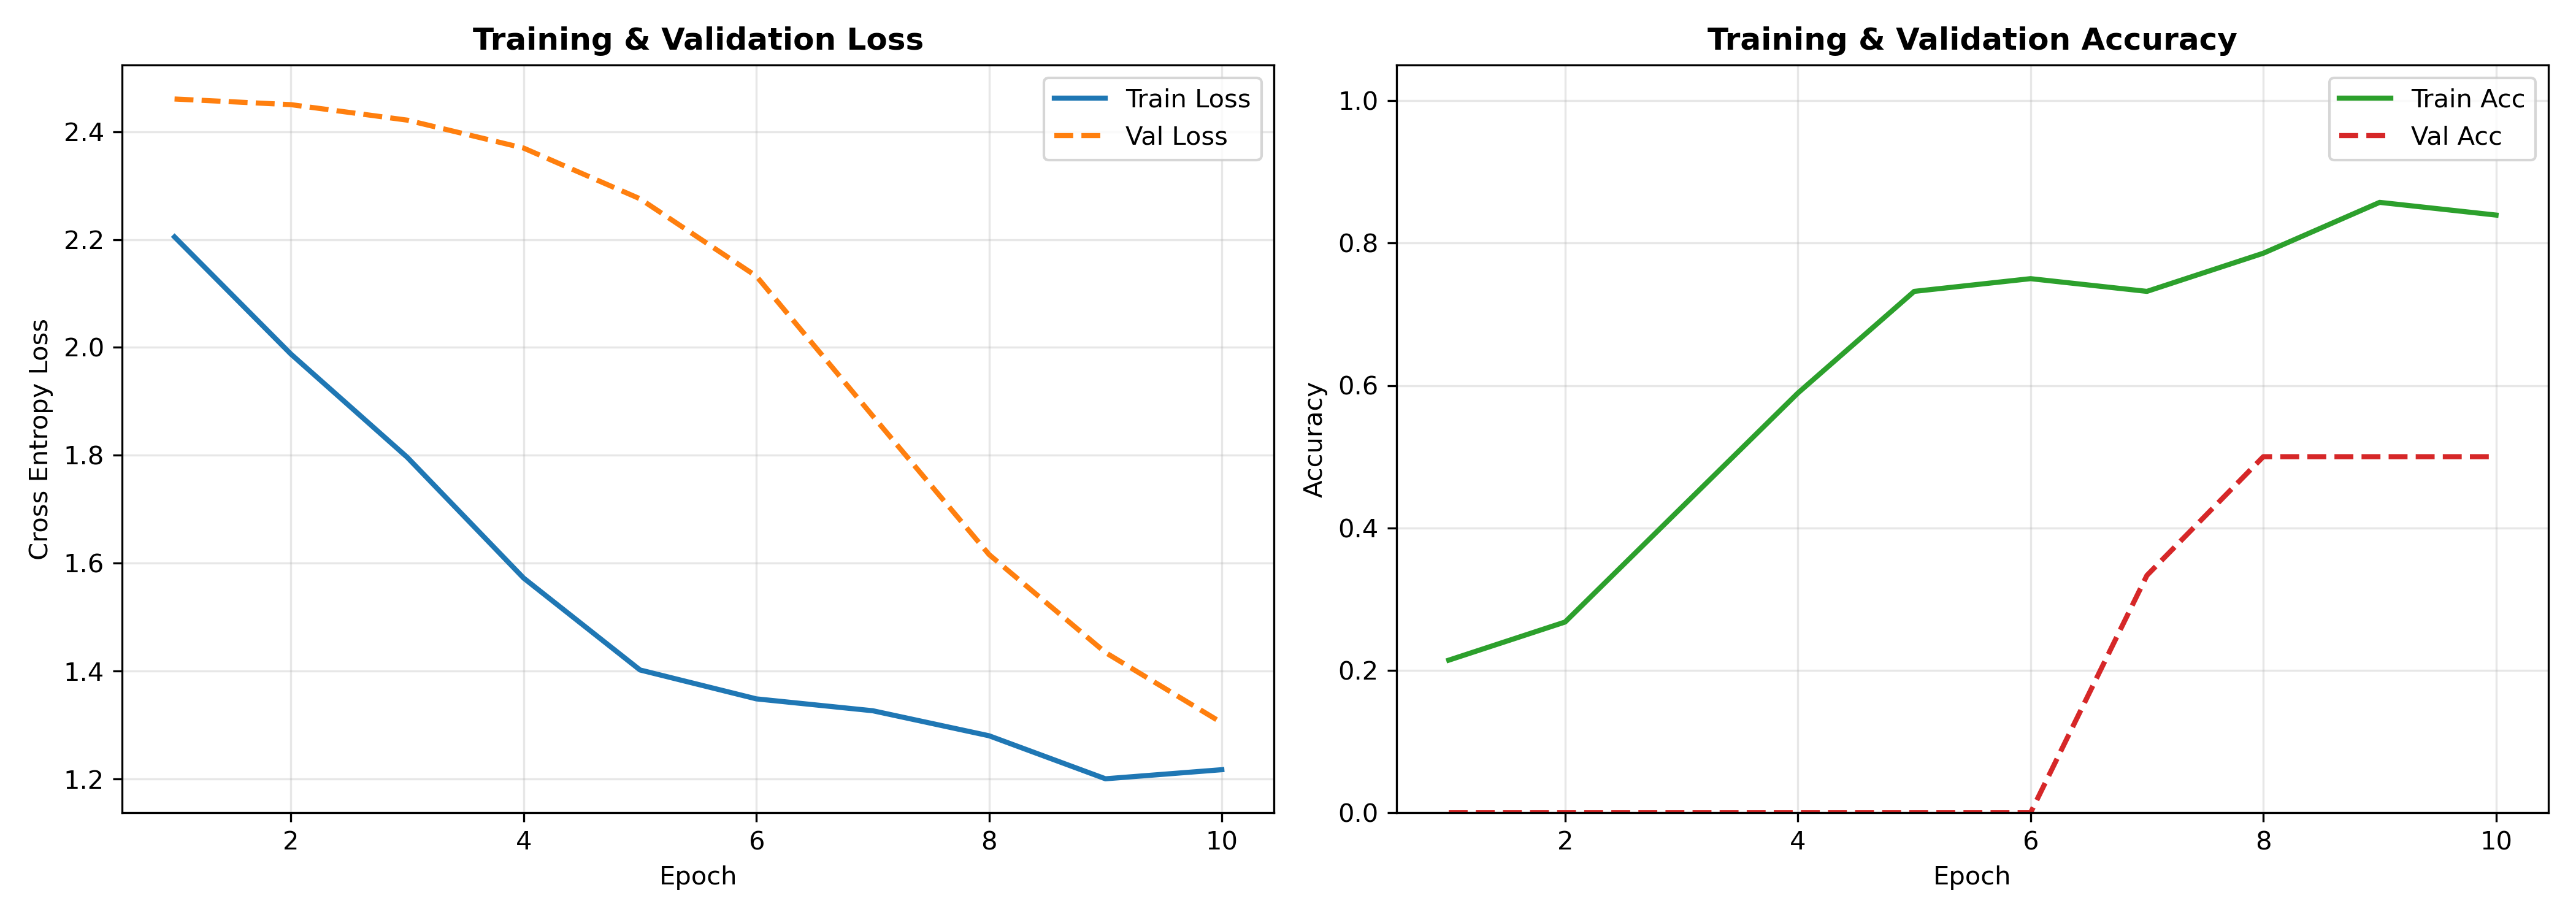 Training & Validation Loss
Train Loss
Val Loss
2.4
2.2
2.0
1.8
1.6
1.4
1.2
Cross Entropy Loss
2 4 6 8 10
Epoch
Training & Validation Accuracy
Train Acc
Val Acc
1.0
0.8
0.6
0.4
0.2
0.0
Accuracy
2 4 6 8 10
Epoch